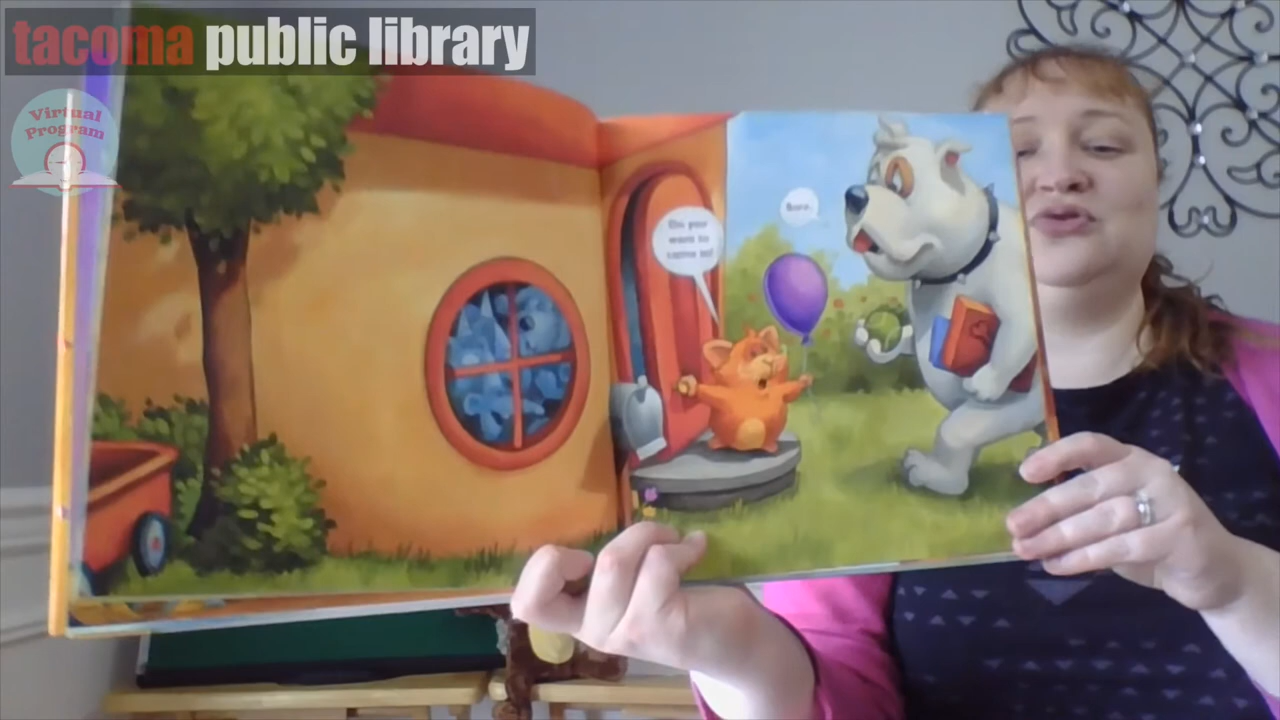 tacoma public library
Virtual
Program
Do you
want to
come in?
Sure.